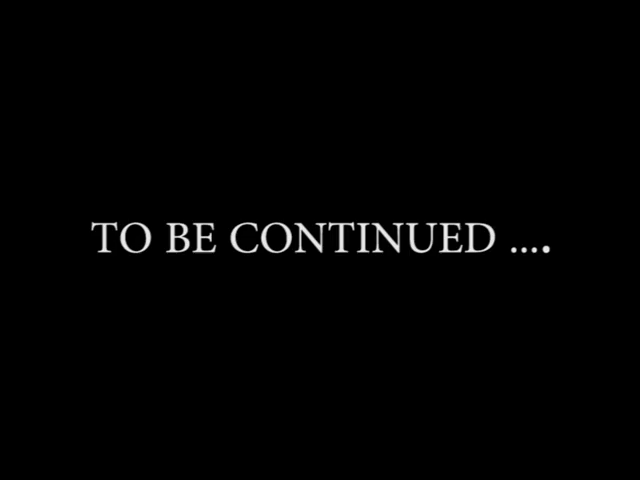 TO BE CONTINUED ....